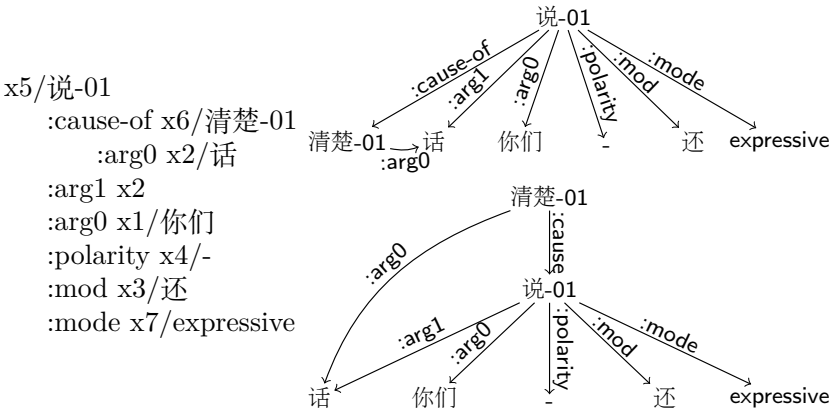 x5/说-01
:cause-of x6/清楚-01
:arg0 x2/话
:arg1 x2
:arg0 x1/你们
:polarity x4/-
:mod x3/还
:mode x7/expressive
说-01
:cause-of :arg1 :arg0 :polarity :mod :mode
清楚-01 话 你们 - 还 expressive
:arg0
清楚-01
:arg0 :cause
说-01
:arg1 :arg0 :polarity :mod :mode
话 你们 - 还 expressive